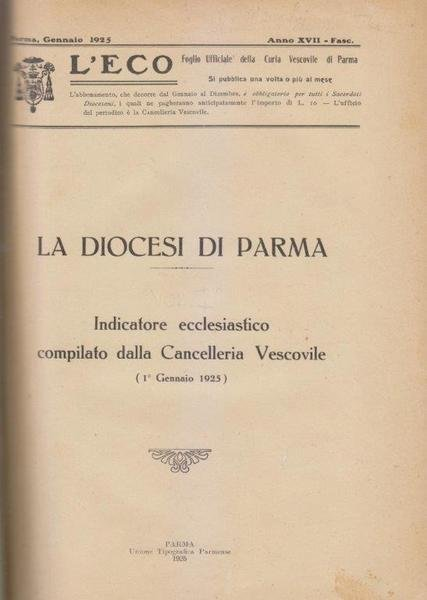 Parma, Gennaio 1925 Anno XVII - Fasc.
L'ECO Foglio Ufficiale della Curia Vescovile di Parma
Si pubblica una volta o più al mese
L'abbonamento, che decorre dal Gennaio al Dicembre, è obbligatorio per tutti i Sacerdoti
Diocesani, i quali ne pagheranno anticipatamente l'importo di L. 10 — L'ufficio
del periodico è la Cancelleria Vescovile.
LA DIOCESI DI PARMA
Indicatore ecclesiastico
compilato dalla Cancelleria Vescovile
( 1° Gennaio 1925 )
PARMA
Unione Tipografica Parmense
1925